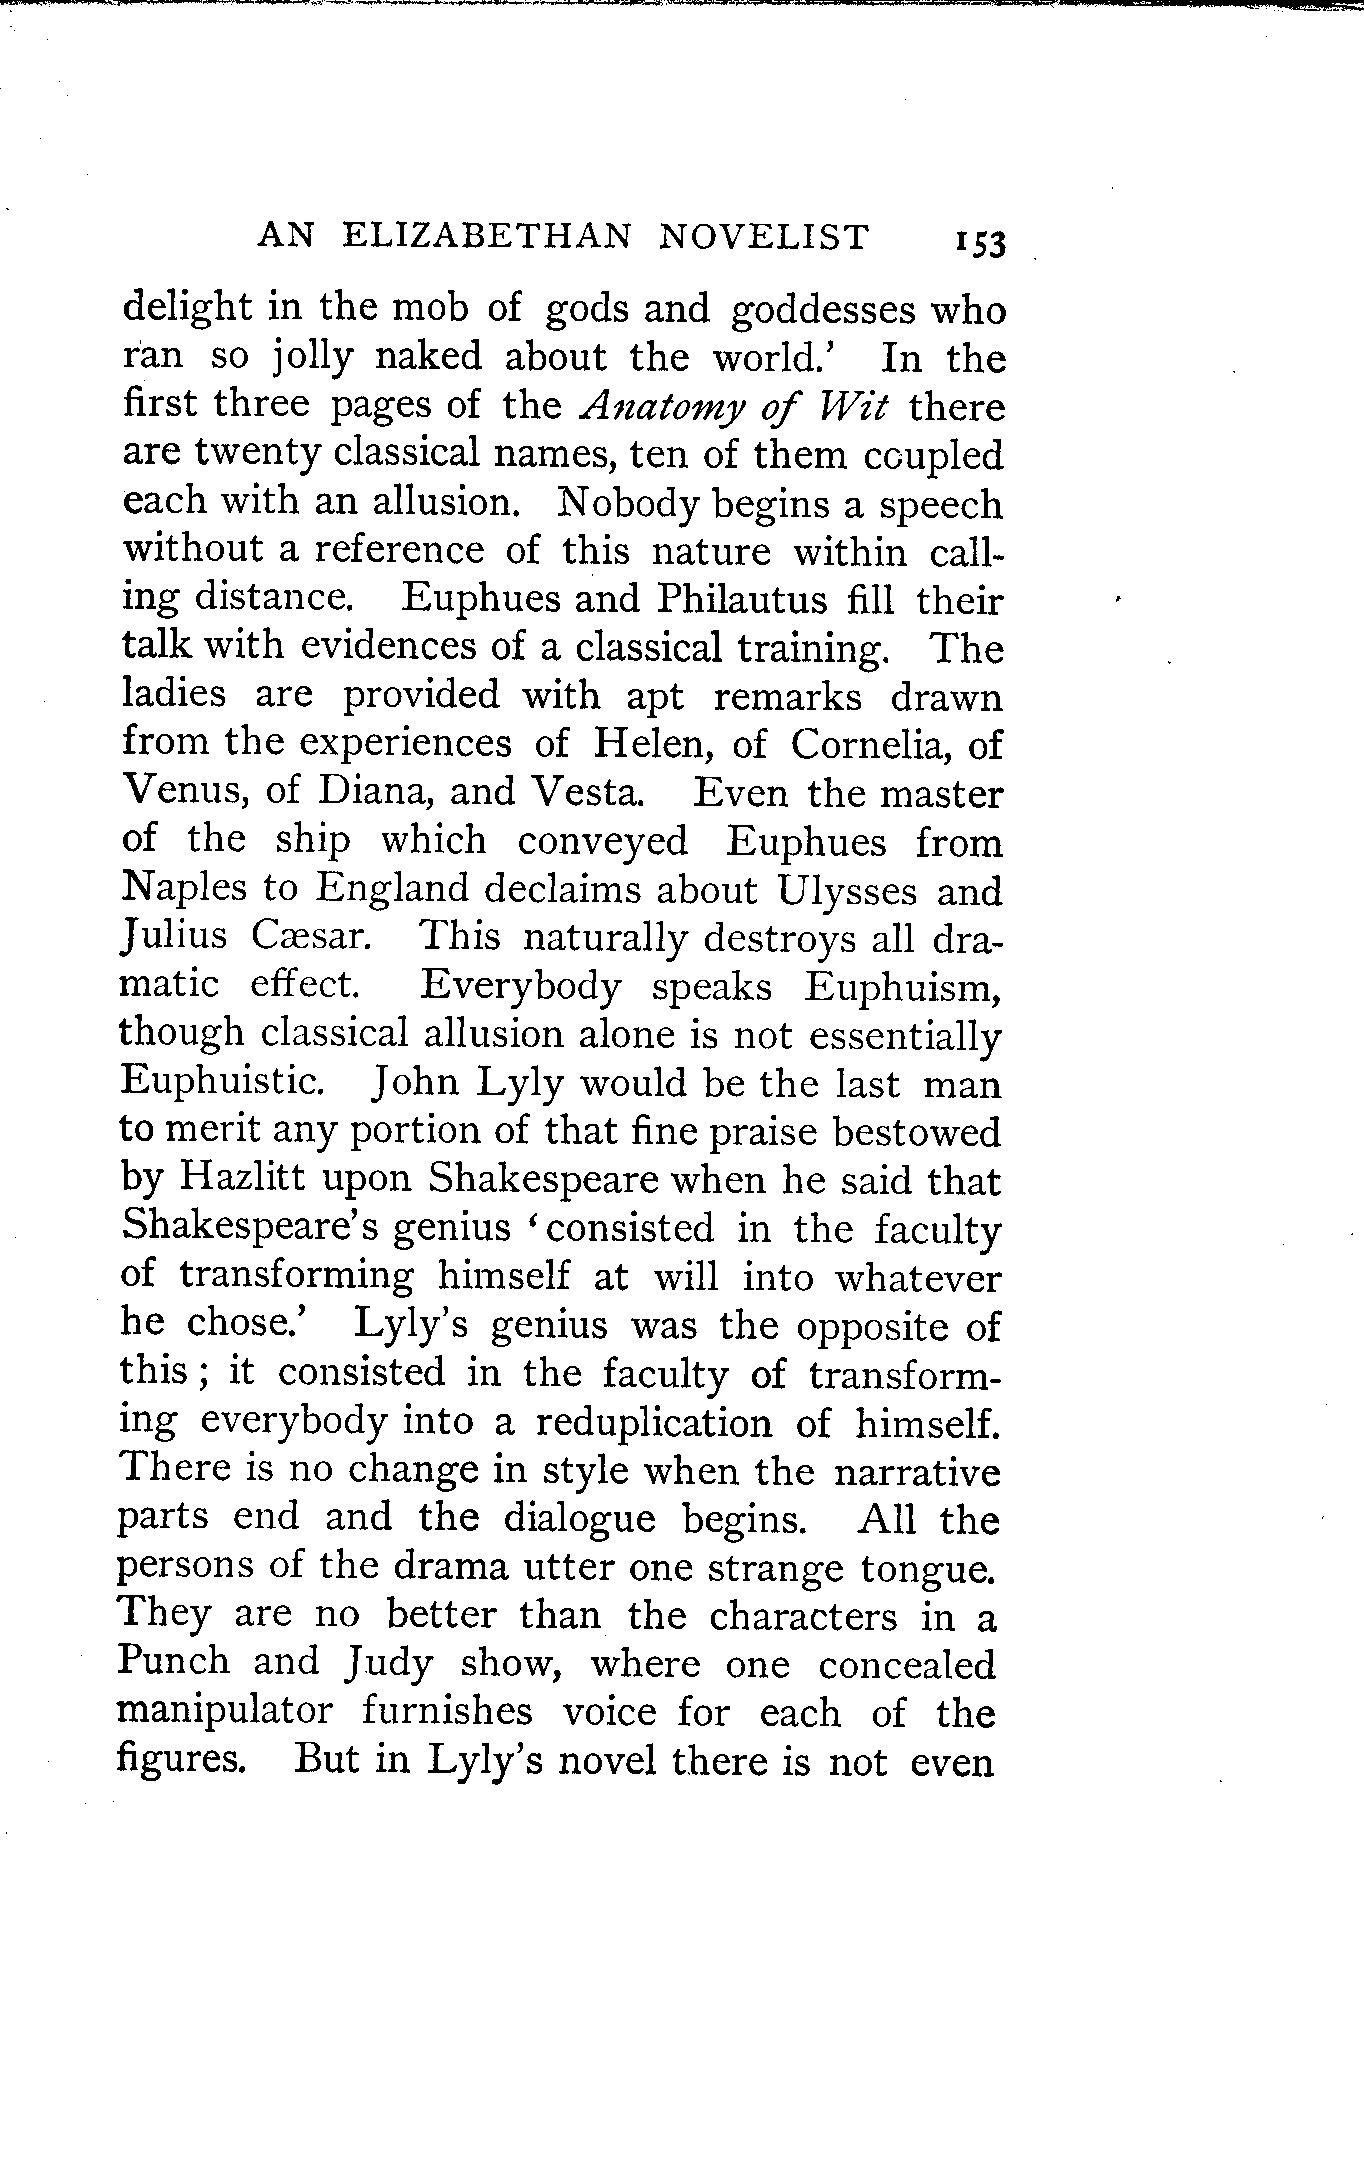 AN ELIZABETHAN NOVELIST 153
delight in the mob of gods and goddesses who
ran so jolly naked about the world.' In the
first three pages of the Anatomy of Wit there
are twenty classical names, ten of them coupled
each with an allusion. Nobody begins a speech
without a reference of this nature within call-
ing distance. Euphues and Philautus fill their
talk with evidences of a classical training. The
ladies are provided with apt remarks drawn
from the experiences of Helen, of Cornelia, of
Venus, of Diana, and Vesta. Even the master
of the ship which conveyed Euphues from
Naples to England declaims about Ulysses and
Julius Cæsar. This naturally destroys all dra-
matic effect. Everybody speaks Euphuism,
though classical allusion alone is not essentially
Euphuistic. John Lyly would be the last man
to merit any portion of that fine praise bestowed
by Hazlitt upon Shakespeare when he said that
Shakespeare's genius 'consisted in the faculty
of transforming himself at will into whatever
he chose.' Lyly's genius was the opposite of
this ; it consisted in the faculty of transform-
ing everybody into a reduplication of himself.
There is no change in style when the narrative
parts end and the dialogue begins. All the
persons of the drama utter one strange tongue.
They are no better than the characters in a
Punch and Judy show, where one concealed
manipulator furnishes voice for each of the
figures. But in Lyly's novel there is not even